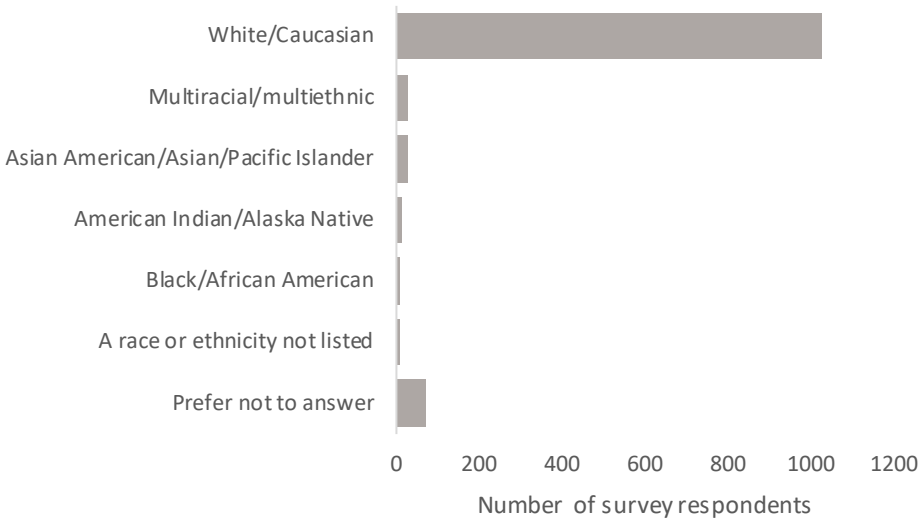 White/Caucasian
Multiracial/multiethnic
Asian American/Asian/Pacific Islander
American Indian/Alaska Native
Black/African American
A race or ethnicity not listed
Prefer not to answer
0 200 400 600 800 1000 1200
Number of survey respondents